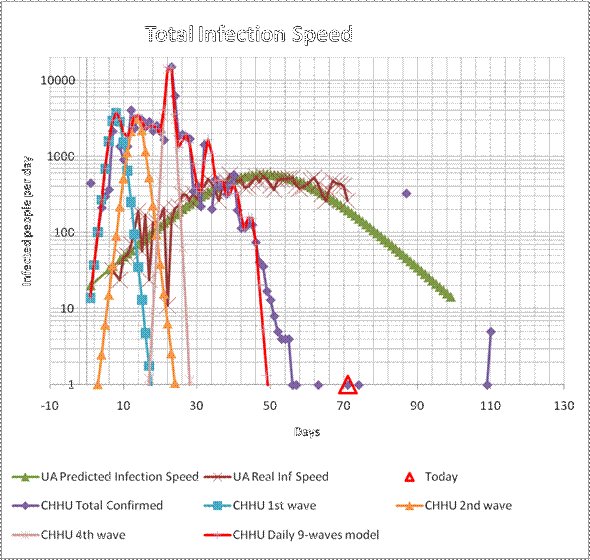 Total Infection Speed
10000
1000
100
10
1
Infected people per day
-10 10 30 50 70 90 110 130
Days
UA Predicted Infection Speed UA Real Inf Speed Today
CHHU Total Confirmed CHHU 1st wave CHHU 2nd wave
CHHU 4th wave CHHU Daily 9-waves model